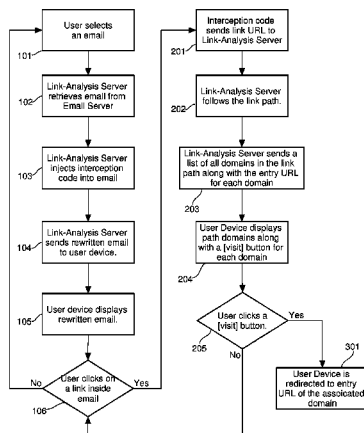 User selects
an email
101
Link-Analysis Server
retrieves email from
Email Server
102
Link-Analysis Server
injects interception
code into email
103
Link-Analysis Server
sends rewritten email
to user device.
104
User device displays
rewritten email.
105
User clicks on
a link inside
email
106
No
Yes
Interception code
sends link URL to
Link-Analysis Server
201
Link-Analysis Server
follows the link path.
202
Link-Analysis Server sends a
list of all domains in the link
path along with the entry URL
for each domain
203
User Device displays
path domains along
with a [visit] button for
each domain
204
User clicks a
[visit] button.
205
Yes
No
301
User Device is
redirected to entry
URL of the asseicated
domain